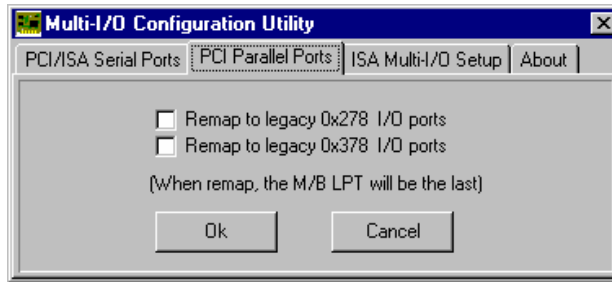 Multi-I/O Configuration Utility
PCI/ISA Serial Ports PCI Parallel Ports ISA Multi-I/O Setup About
Remap to legacy 0x278 I/O ports
Remap to legacy 0x378 I/O ports
(When remap, the M/B LPT will be the last)
Ok Cancel